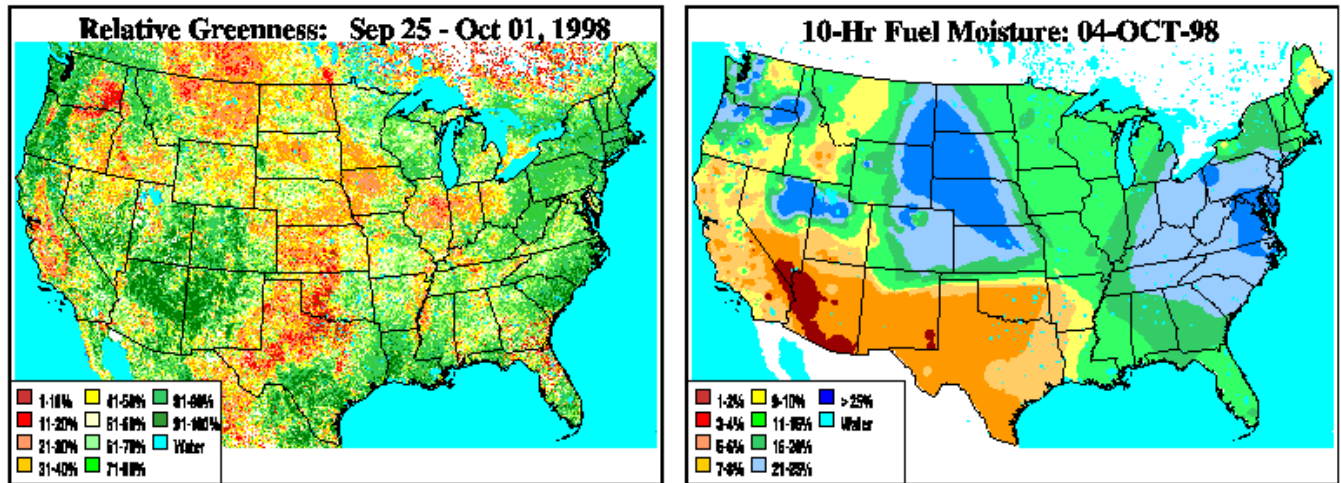 Relative Greenness: Sep 25 - Oct 01, 1998
1-10% 41-50% 81-90%
11-20% 51-60% 91-100%
21-30% 61-70% Water
31-40% 71-80%
10-Hr Fuel Moisture: 04-OCT-98
1-2% 9-10% > 25%
3-4% 11-15% Water
5-6% 16-20%
7-8% 21-25%